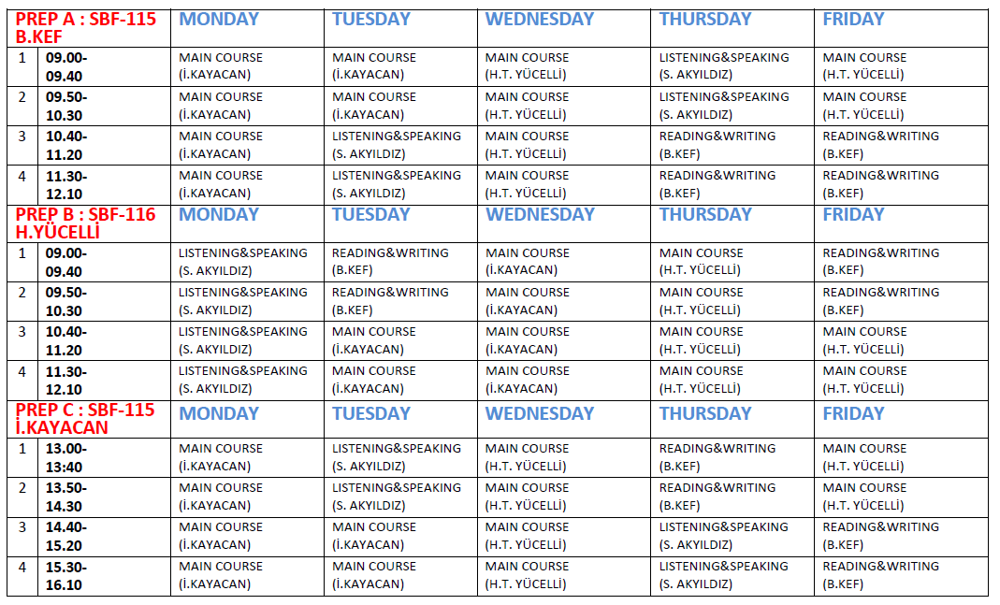 PREP A : SBF-115 MONDAY TUESDAY WEDNESDAY THURSDAY FRIDAY
B.KEF
1 09.00- MAIN COURSE MAIN COURSE MAIN COURSE LISTENING&SPEAKING MAIN COURSE
09.40 (İ.KAYACAN) (İ.KAYACAN) (H.T. YÜCELLİ) (S. AKYILDIZ) (H.T. YÜCELLİ)
2 09.50- MAIN COURSE MAIN COURSE MAIN COURSE LISTENING&SPEAKING MAIN COURSE
10.30 (İ.KAYACAN) (İ.KAYACAN) (H.T. YÜCELLİ) (S. AKYILDIZ) (H.T. YÜCELLİ)
3 10.40- MAIN COURSE LISTENING&SPEAKING MAIN COURSE READING&WRITING READING&WRITING
11.20 (İ.KAYACAN) (S. AKYILDIZ) (H.T. YÜCELLİ) (B.KEF) (B.KEF)
4 11.30- MAIN COURSE LISTENING&SPEAKING MAIN COURSE READING&WRITING READING&WRITING
12.10 (İ.KAYACAN) (S. AKYILDIZ) (H.T. YÜCELLİ) (B.KEF) (B.KEF)
PREP B : SBF-116 MONDAY TUESDAY WEDNESDAY THURSDAY FRIDAY
H.YÜCELLİ
1 09.00- LISTENING&SPEAKING READING&WRITING MAIN COURSE MAIN COURSE READING&WRITING
09.40 (S. AKYILDIZ) (B.KEF) (İ.KAYACAN) (H.T. YÜCELLİ) (B.KEF)
2 09.50- LISTENING&SPEAKING READING&WRITING MAIN COURSE MAIN COURSE READING&WRITING
10.30 (S. AKYILDIZ) (B.KEF) (İ.KAYACAN) (H.T. YÜCELLİ) (B.KEF)
3 10.40- LISTENING&SPEAKING MAIN COURSE MAIN COURSE MAIN COURSE MAIN COURSE
11.20 (S. AKYILDIZ) (İ.KAYACAN) (İ.KAYACAN) (H.T. YÜCELLİ) (H.T. YÜCELLİ)
4 11.30- LISTENING&SPEAKING MAIN COURSE MAIN COURSE MAIN COURSE MAIN COURSE
12.10 (S. AKYILDIZ) (İ.KAYACAN) (İ.KAYACAN) (H.T. YÜCELLİ) (H.T. YÜCELLİ)
PREP C : SBF-115 MONDAY TUESDAY WEDNESDAY THURSDAY FRIDAY
İ.KAYACAN
1 13.00- MAIN COURSE LISTENING&SPEAKING MAIN COURSE READING&WRITING MAIN COURSE
13:40 (İ.KAYACAN) (S. AKYILDIZ) (H.T. YÜCELLİ) (B.KEF) (H.T. YÜCELLİ)
2 13.50- MAIN COURSE LISTENING&SPEAKING MAIN COURSE READING&WRITING MAIN COURSE
14.30 (İ.KAYACAN) (S. AKYILDIZ) (H.T. YÜCELLİ) (B.KEF) (H.T. YÜCELLİ)
3 14.40- MAIN COURSE MAIN COURSE MAIN COURSE LISTENING&SPEAKING READING&WRITING
15.20 (İ.KAYACAN) (İ.KAYACAN) (H.T. YÜCELLİ) (S. AKYILDIZ) (B.KEF)
4 15.30- MAIN COURSE MAIN COURSE MAIN COURSE LISTENING&SPEAKING READING&WRITING
16.10 (İ.KAYACAN) (İ.KAYACAN) (H.T. YÜCELLİ) (S. AKYILDIZ) (B.KEF)